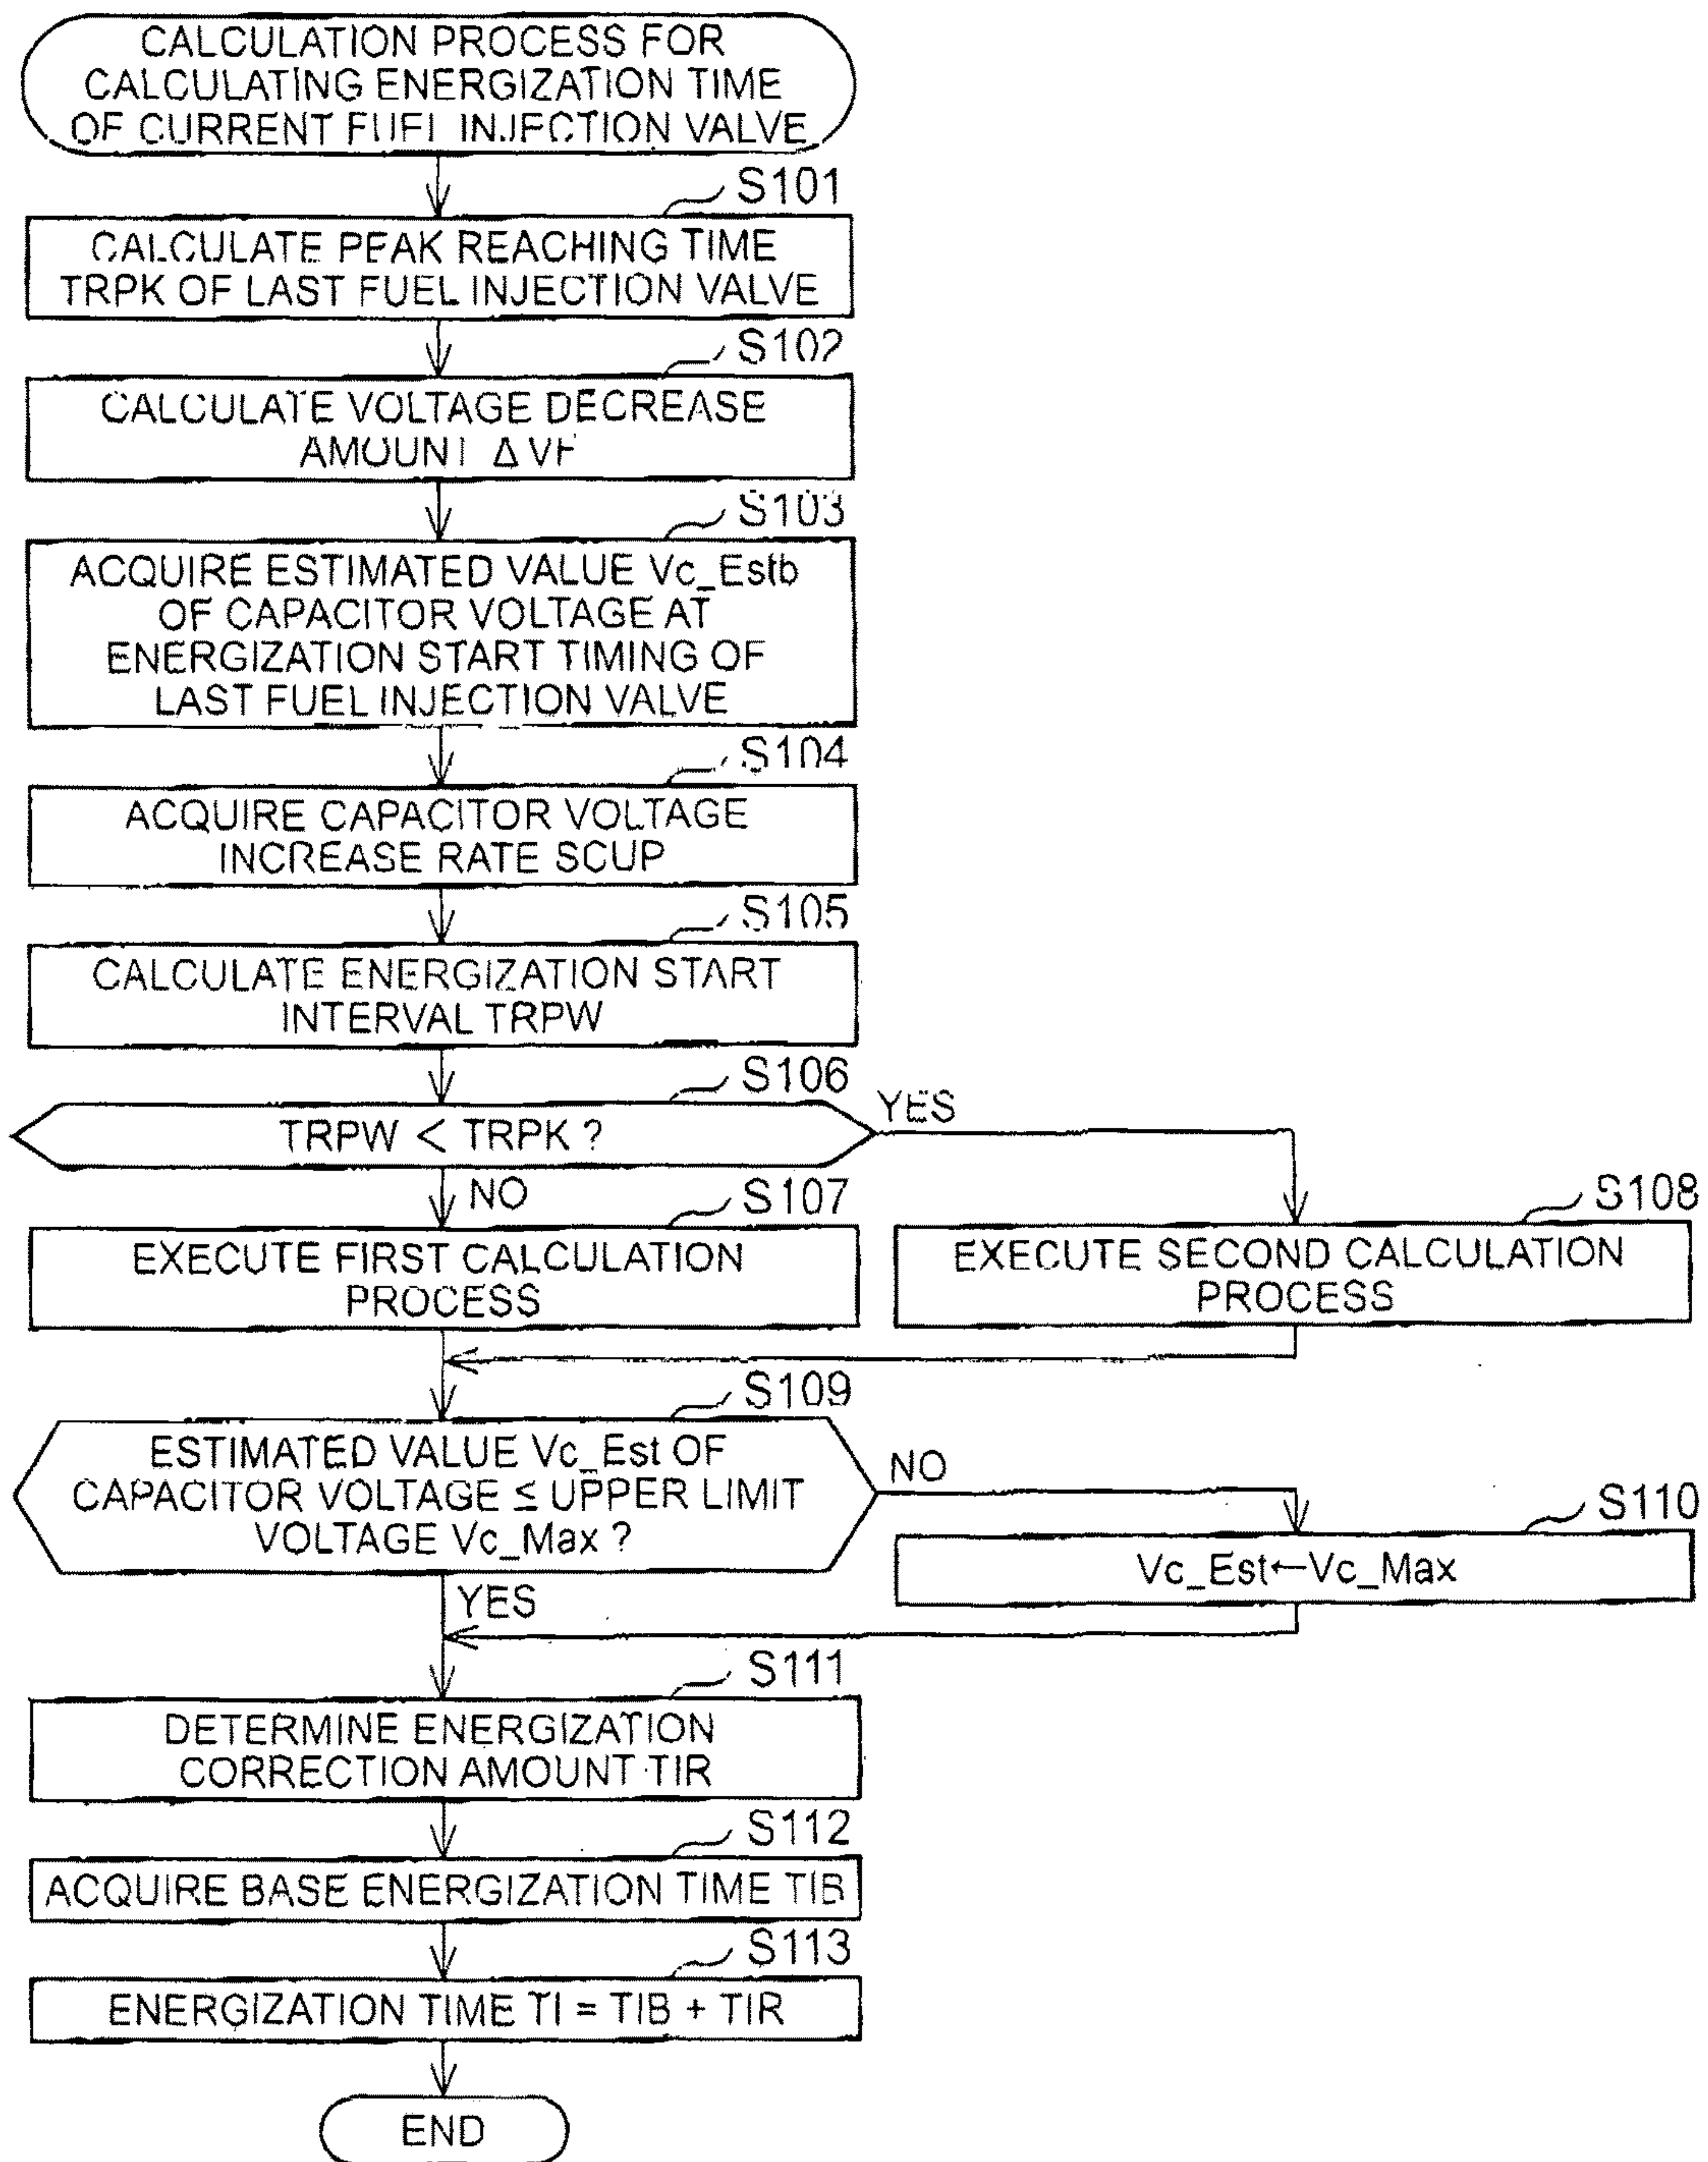 CALCULATION PROCESS FOR
CALCULATING ENERGIZATION TIME
OF CURRENT FUEL INJECTION VALVE
S101
CALCULATE PEAK REACHING TIME
TRPK OF LAST FUEL INJECTION VALVE
S102
CALCULATE VOLTAGE DECREASE
AMOUNT ΔVF
S103
ACQUIRE ESTIMATED VALUE Vc_Estb
OF CAPACITOR VOLTAGE AT
ENERGIZATION START TIMING OF
LAST FUEL INJECTION VALVE
S104
ACQUIRE CAPACITOR VOLTAGE
INCREASE RATE SCUP
S105
CALCULATE ENERGIZATION START
INTERVAL TRPW
S106
TRPW < TRPK ?
YES
NO
S107
EXECUTE FIRST CALCULATION
PROCESS
S108
EXECUTE SECOND CALCULATION
PROCESS
S109
ESTIMATED VALUE Vc_Est OF
CAPACITOR VOLTAGE ≤ UPPER LIMIT
VOLTAGE Vc_Max ?
NO
S110
Vc_Est←Vc_Max
YES
S111
DETERMINE ENERGIZATION
CORRECTION AMOUNT TIR
S112
ACQUIRE BASE ENERGIZATION TIME TIB
S113
ENERGIZATION TIME TI = TIB + TIR
END